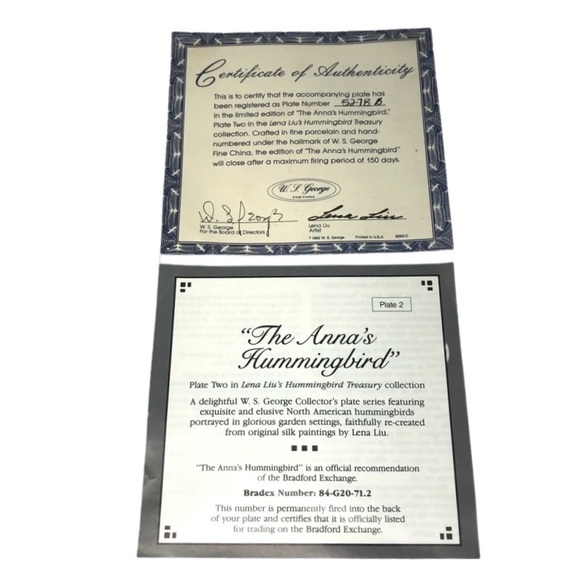 Certificate of Authenticity
This is to certify that the accompanying plate has
been registered as Plate Number 5278 B
in the limited edition of "The Anna's Hummingbird,"
Plate Two in the Lena Liu's Hummingbird Treasury
collection. Crafted in fine porcelain and hand-
numbered under the hallmark of W. S. George
Fine China, the edition of "The Anna's Hummingbird"
will close after a maximum firing period of 150 days.
W. S. George
FINE CHINA
W. S. George
Lena Liu
W. S. George
For the Board of Directors
Lena Liu
Artist
© 1992 W. S. George Printed in U.S.A.
Plate 2
"The Anna's
Hummingbird"
Plate Two in Lena Liu's Hummingbird Treasury collection
A delightful W. S. George Collector's plate series featuring
exquisite and elusive North American hummingbirds
portrayed in glorious garden settings, faithfully re-created
from original silk paintings by Lena Liu.
"The Anna's Hummingbird" is an official recommendation
of the Bradford Exchange.
Bradex Number: 84-G20-71.2
This number is permanently fired into the back
of your plate and certifies that it is officially listed
for trading on the Bradford Exchange.